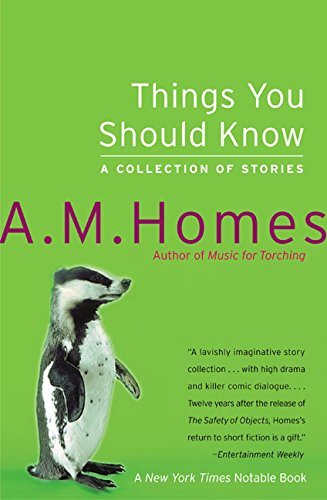 Things You
Should Know
A COLLECTION OF STORIES
A.M.Homes
Author of Music for Torching
"A lavishly imaginative story
collection . . . with high drama
and killer comic dialogue. . . .
Twelve years after the release of
The Safety of Objects, Homes's
return to short fiction is a gift."
–Entertainment Weekly
A New York Times Notable Book